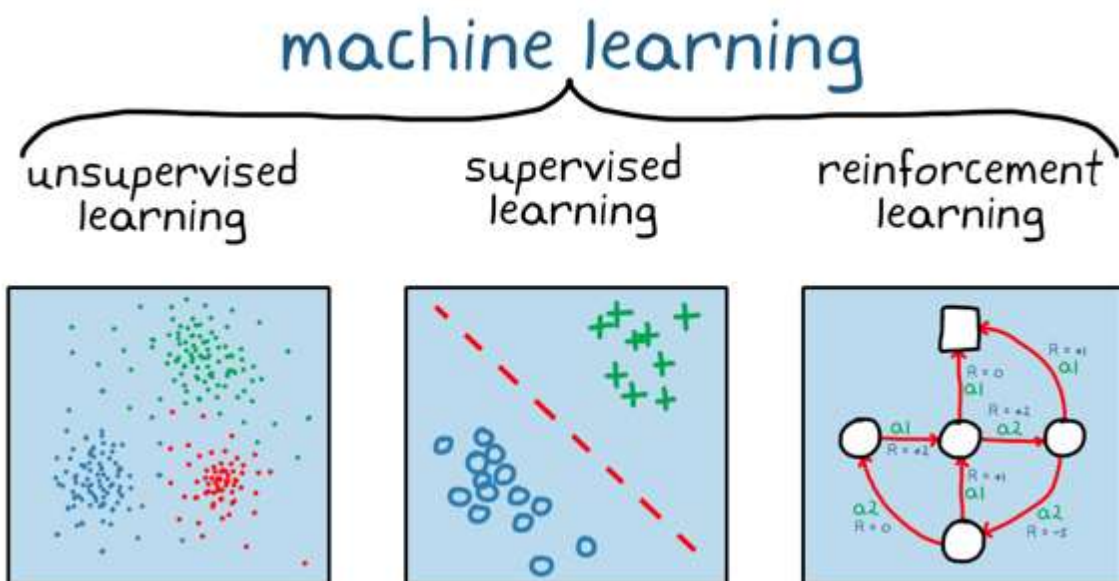 machine learning
unsupervised
learning
supervised
learning
reinforcement
learning
R = +1
a1
R = 0
a1
R = +2
a2
a1
R = +2
R = +1
a1
a2
R = 0
a2
R = -5